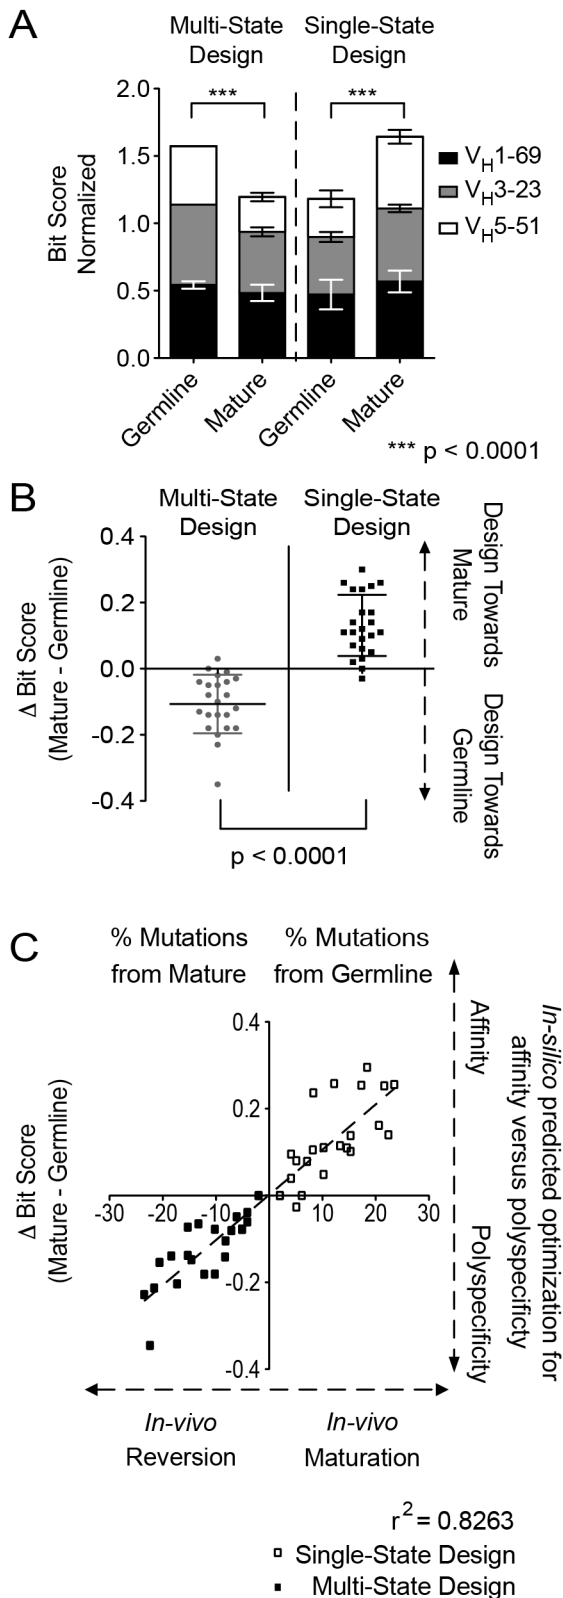 A
Multi-State Design
Single-State Design
2.0
1.5
1.0
0.5
0.0
Bit Score
Normalized
***
***
VH1-69
VH3-23
VH5-51
Germline
Mature
Germline
Mature
*** p < 0.0001
B
Multi-State Design
Single-State Design
0.4
0.2
0.0
-0.2
-0.4
Δ Bit Score
(Mature - Germline)
Design Towards
Mature
Design Towards
Germline
p < 0.0001
C
% Mutations
from Mature
% Mutations
from Germline
0.4
0.2
-0.2
-0.4
-30
-20
-10
0
10
20
30
Δ Bit Score
(Mature - Germline)
Affinity
Polyspecificity
In-silico predicted optimization for
affinity versus polyspecificty
In-vivo
Reversion
In-vivo
Maturation
r2 = 0.8263
Single-State Design
Multi-State Design